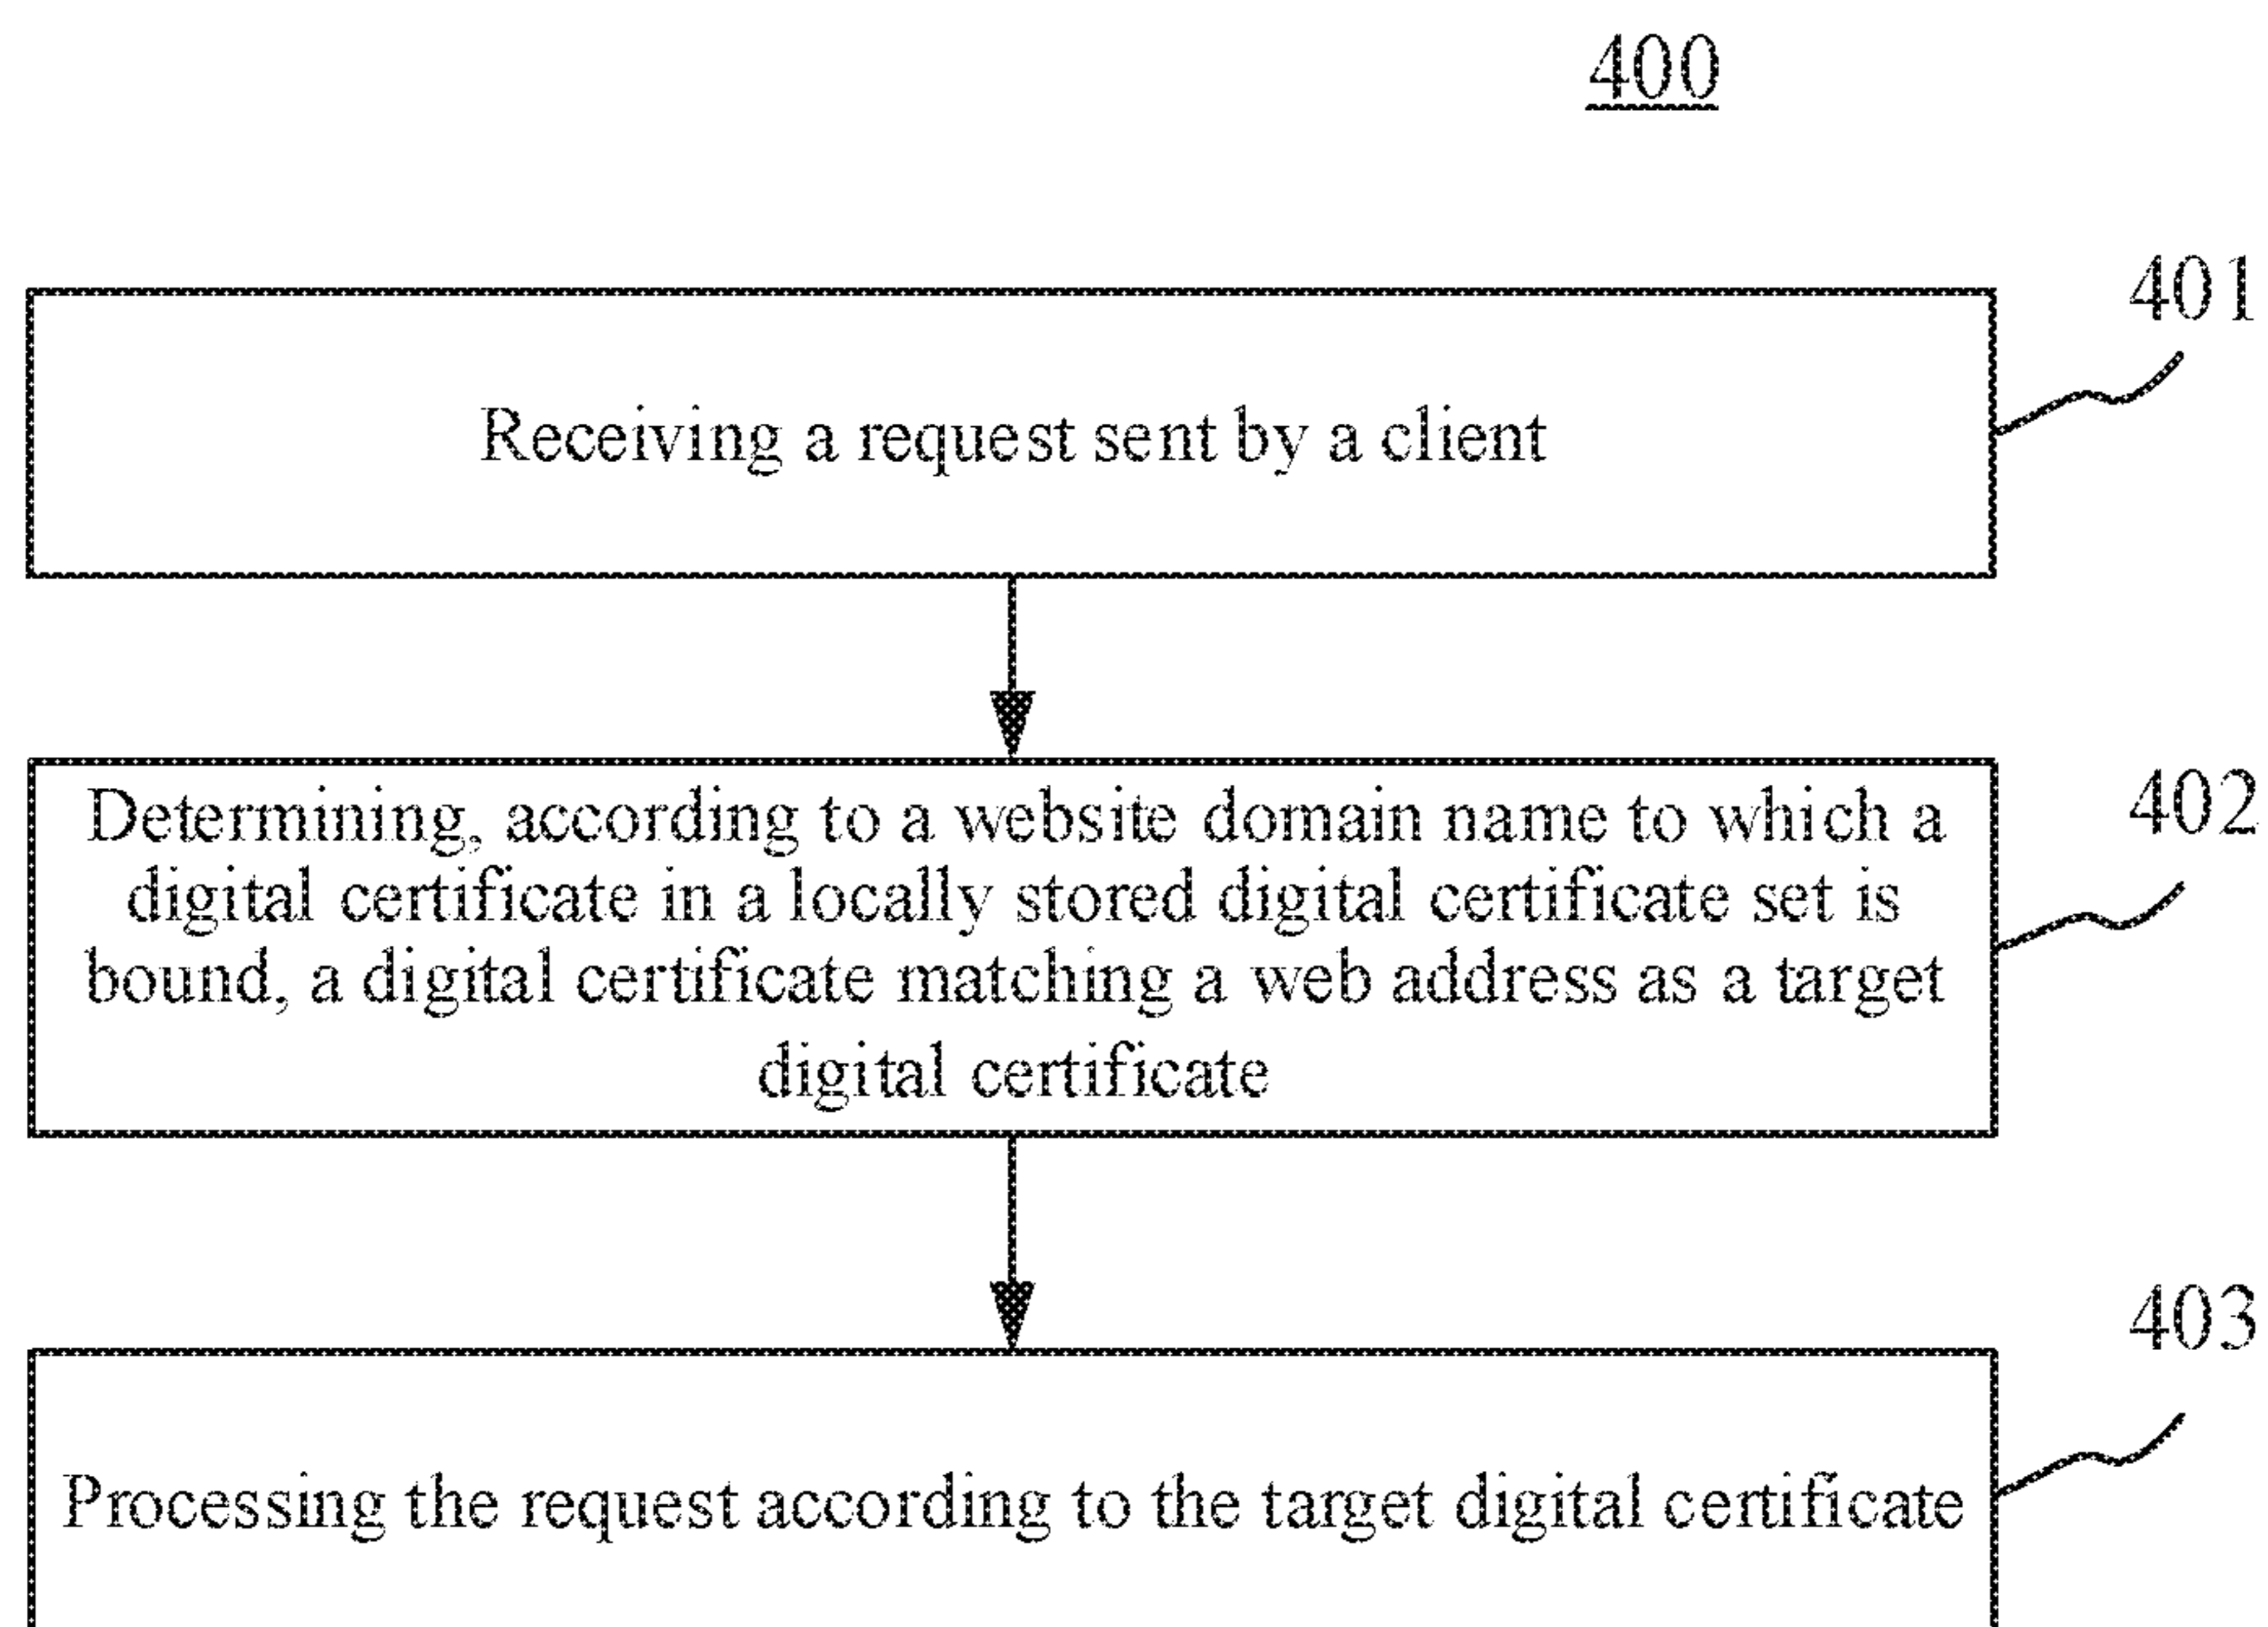 400
401
Receiving a request sent by a client
402
Determining, according to a website domain name to which a
digital certificate in a locally stored digital certificate set is
bound, a digital certificate matching a web address as a target
digital certificate
403
Processing the request according to the target digital certificate